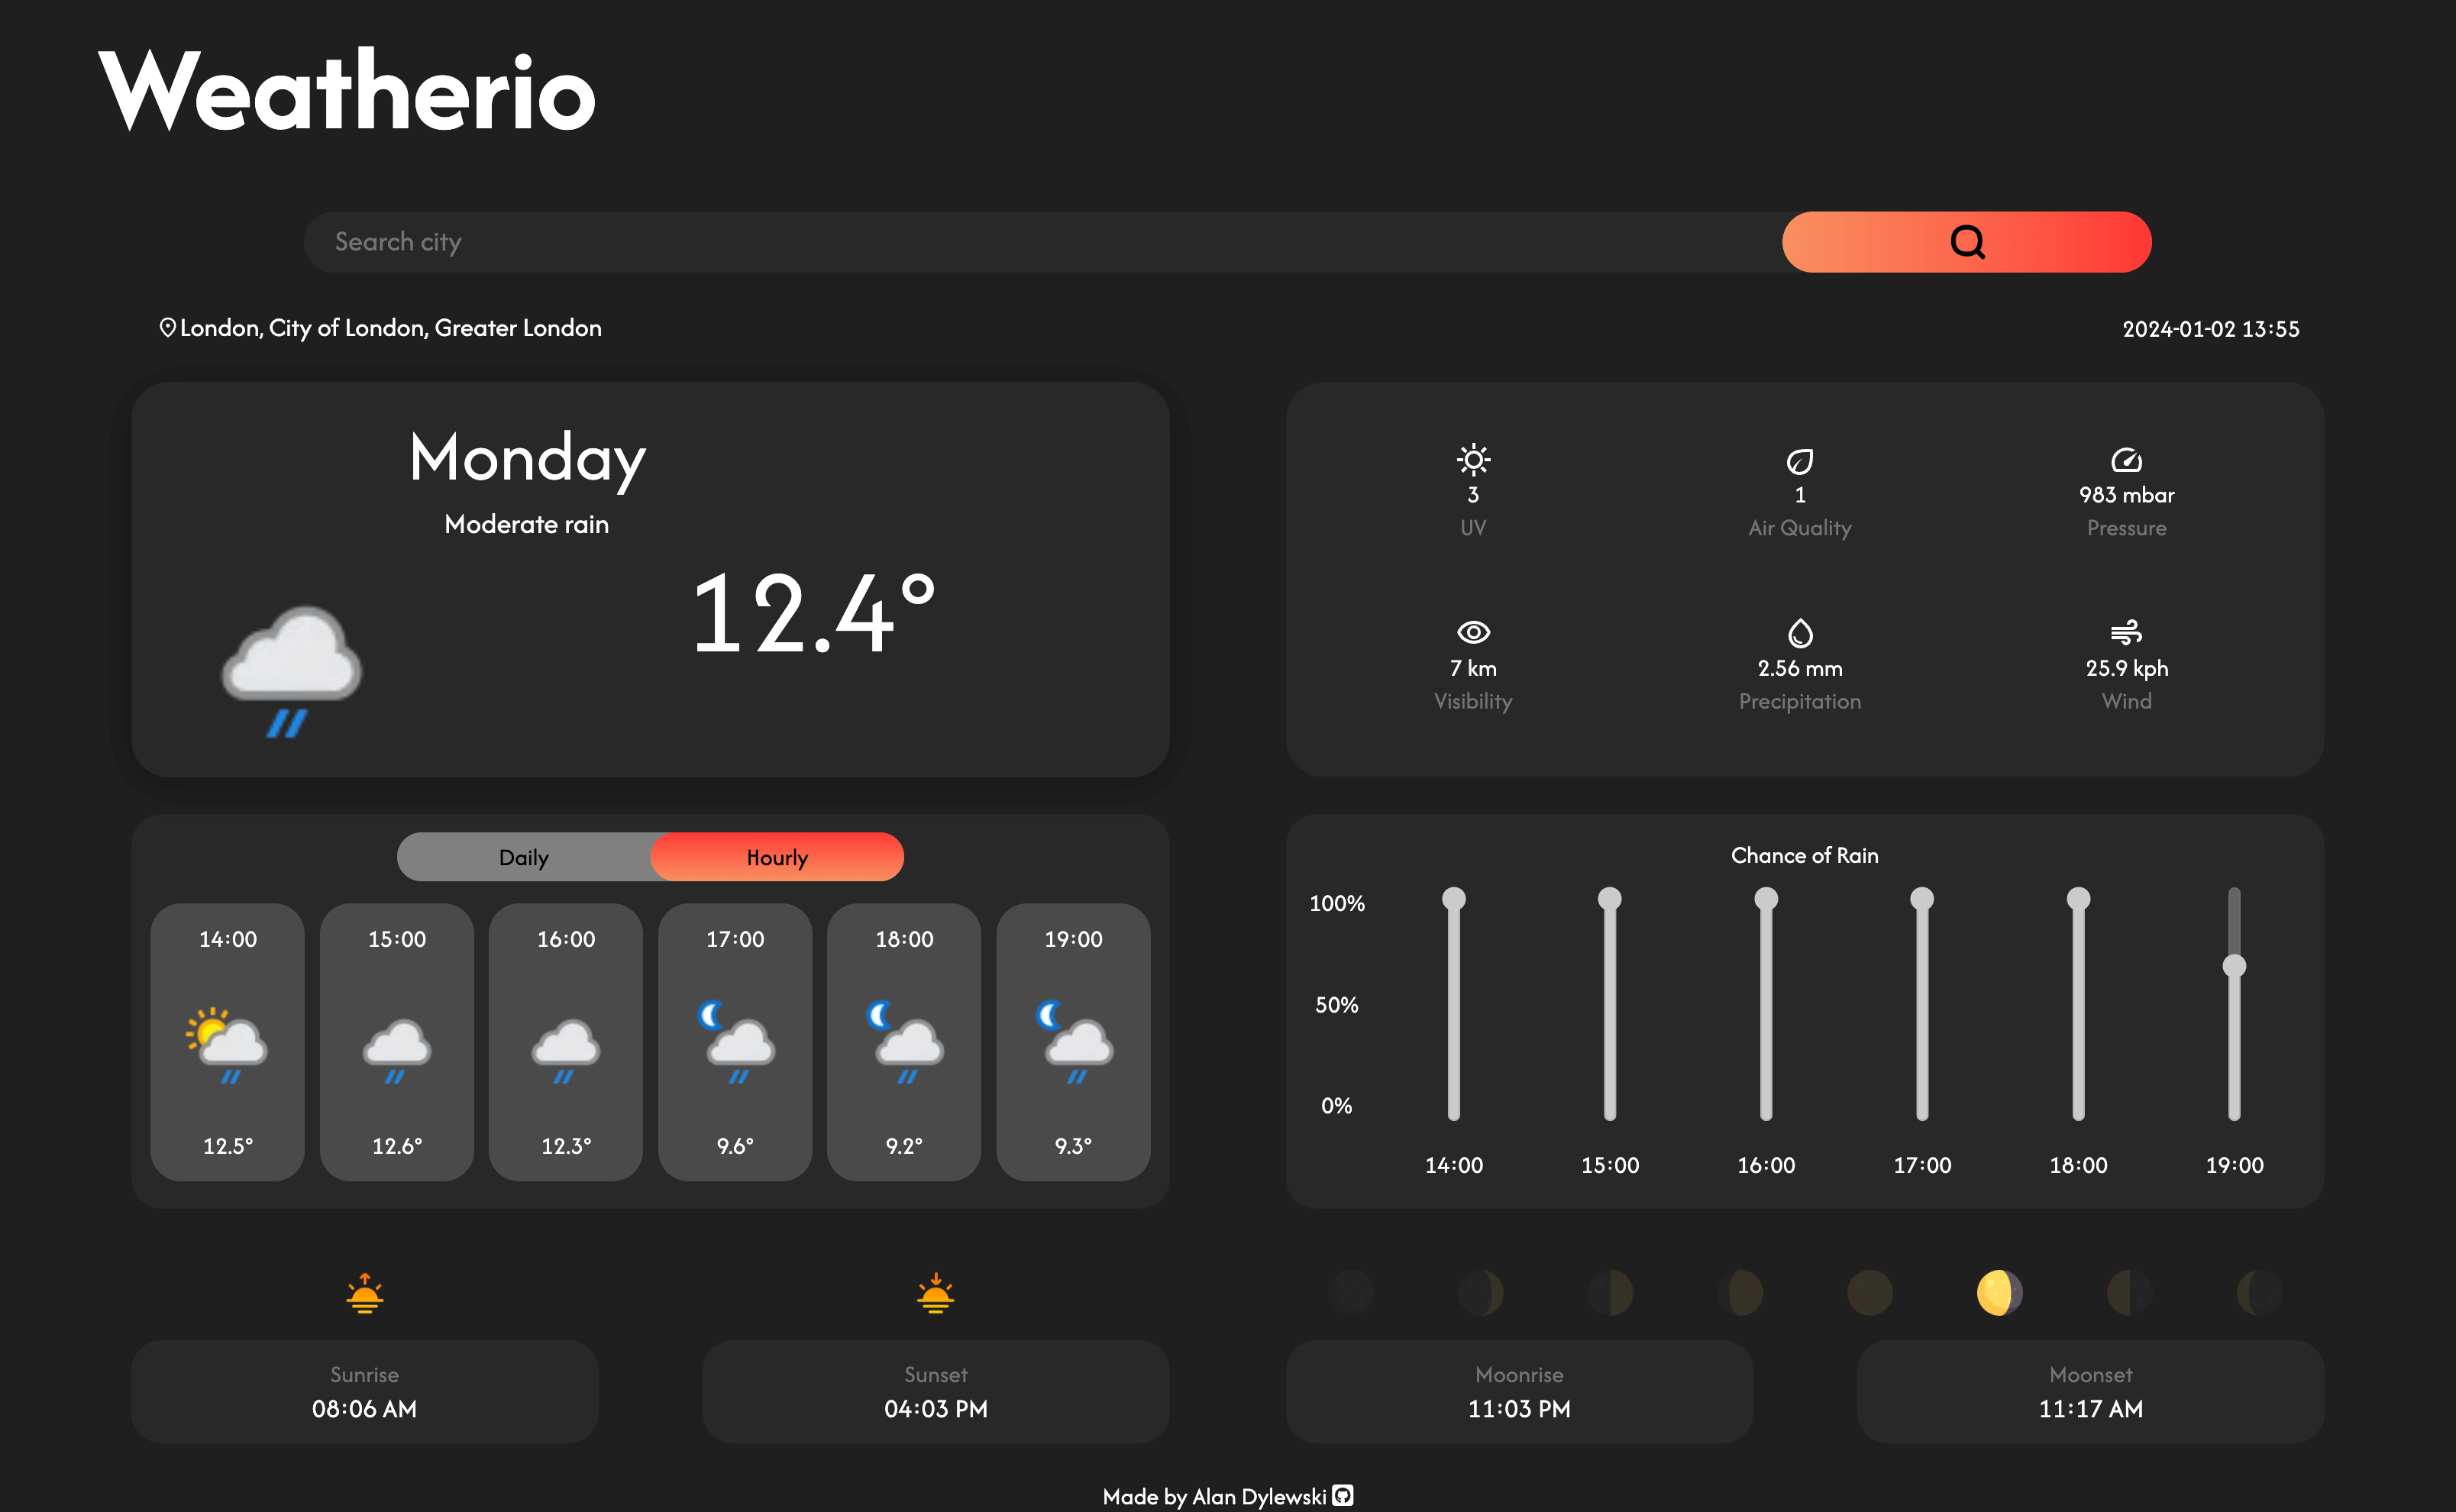 Weatherio
Search city
London, City of London, Greater London
2024-01-02 13:55
Monday
Moderate rain
12.4°
3
UV
1
Air Quality
983 mbar
Pressure
7 km
Visibility
2.56 mm
Precipitation
25.9 kph
Wind
Daily
Hourly
14:00
12.5°
15:00
12.6°
16:00
12.3°
17:00
9.6°
18:00
9.2°
19:00
9.3°
Chance of Rain
100%
50%
0%
14:00
15:00
16:00
17:00
18:00
19:00
Sunrise
08:06 AM
Sunset
04:03 PM
Moonrise
11:03 PM
Moonset
11:17 AM
Made by Alan Dylewski